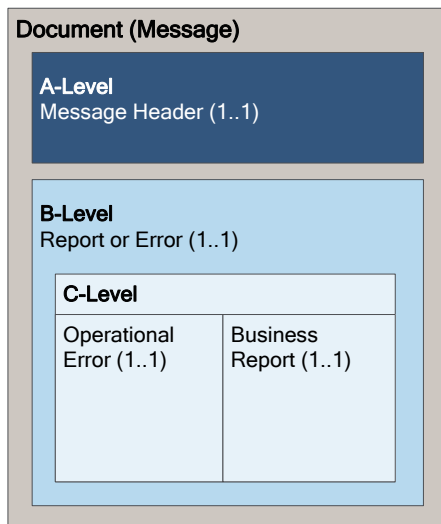 Document (Message)
A-Level
Message Header (1..1)
B-Level
Report or Error (1..1)
C-Level
Operational
Error (1..1)
Business
Report (1..1)